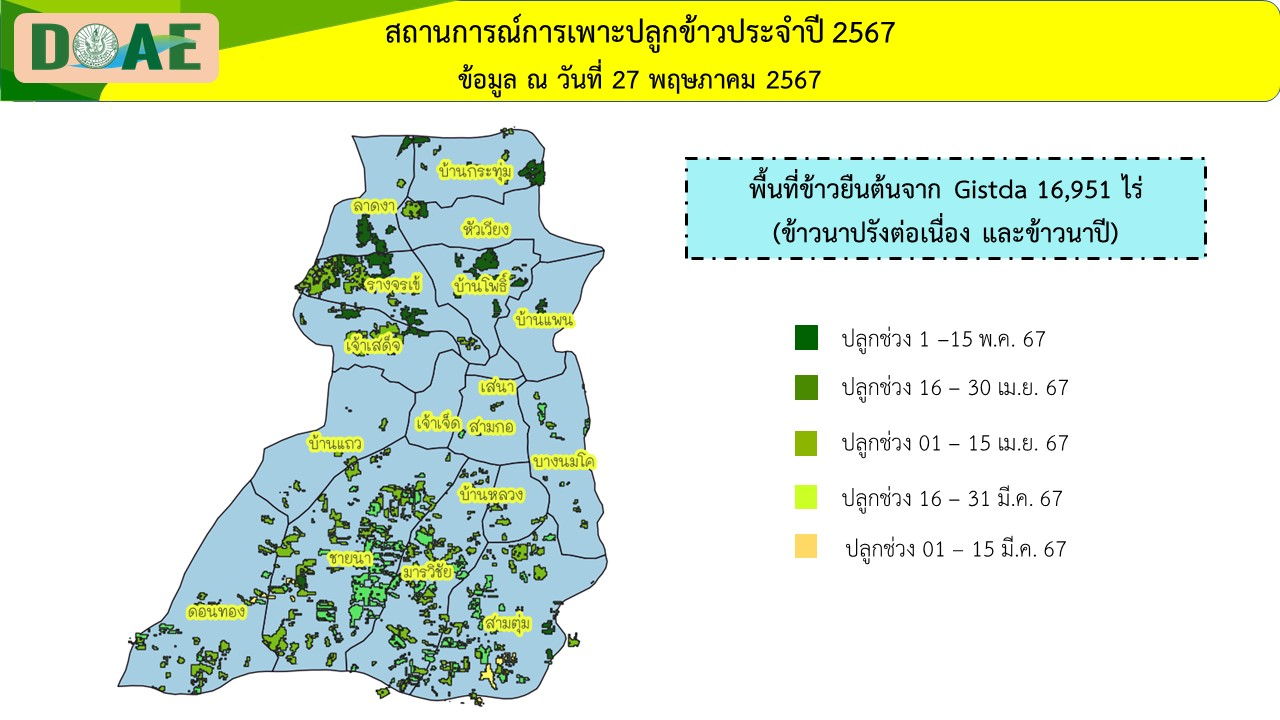 DOAE
สถานการณ์การเพาะปลูกข้าวประจำปี 2567
ข้อมูล ณ วันที่ 27 พฤษภาคม 2567
พื้นที่ข้าวยืนต้นจาก Gistda 16,951 ไร่
(ข้าวนาปรังต่อเนื่อง และข้าวนาปี)
ปลูกช่วง 1 –15 พ.ค. 67
ปลูกช่วง 16 – 30 เม.ย. 67
ปลูกช่วง 01 – 15 เม.ย. 67
ปลูกช่วง 16 – 31 มี.ค. 67
ปลูกช่วง 01 – 15 มี.ค. 67
บ้านกระทุ่ม
ลาดงา
หัวเวียง
รางจรเข้
บ้านโพธิ์
บ้านแพน
เจ้าเสด็จ
เสนา
เจ้าเจ็ด
สามกอ
บ้านแถว
บางนมโค
บ้านหลวง
ชายนา
มารวิชัย
ดอนทอง
สามตุ่ม